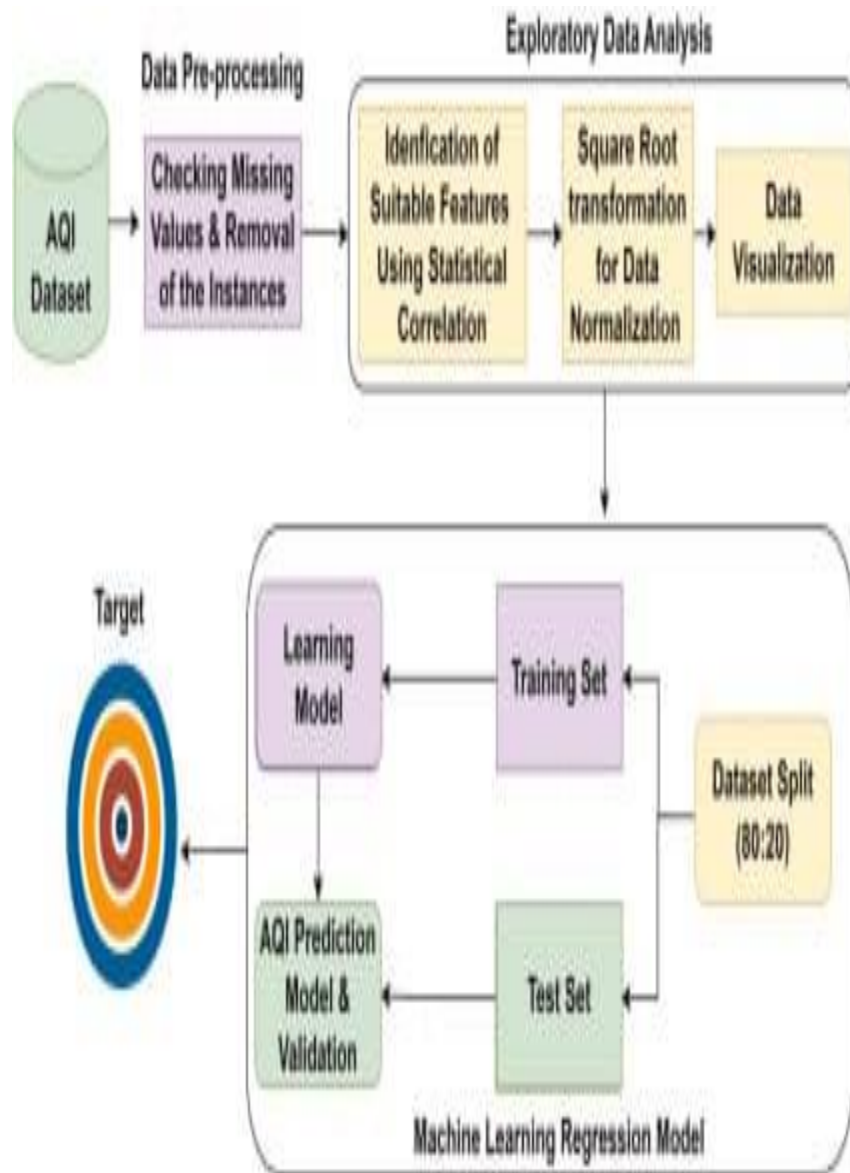 Exploratory Data Analysis
Data Pre-processing
AQI
Dataset
Checking Missing
Values & Removal
of the Instances
Idenfication of
Suitable Features
Using Statistical
Correlation
Square Root
transformation
for Data
Normalization
Data
Visualization
Target
Learning
Model
Training Set
Dataset Split
(80:20)
AQI Prediction
Model &
Validation
Test Set
Machine Learning Regression Model